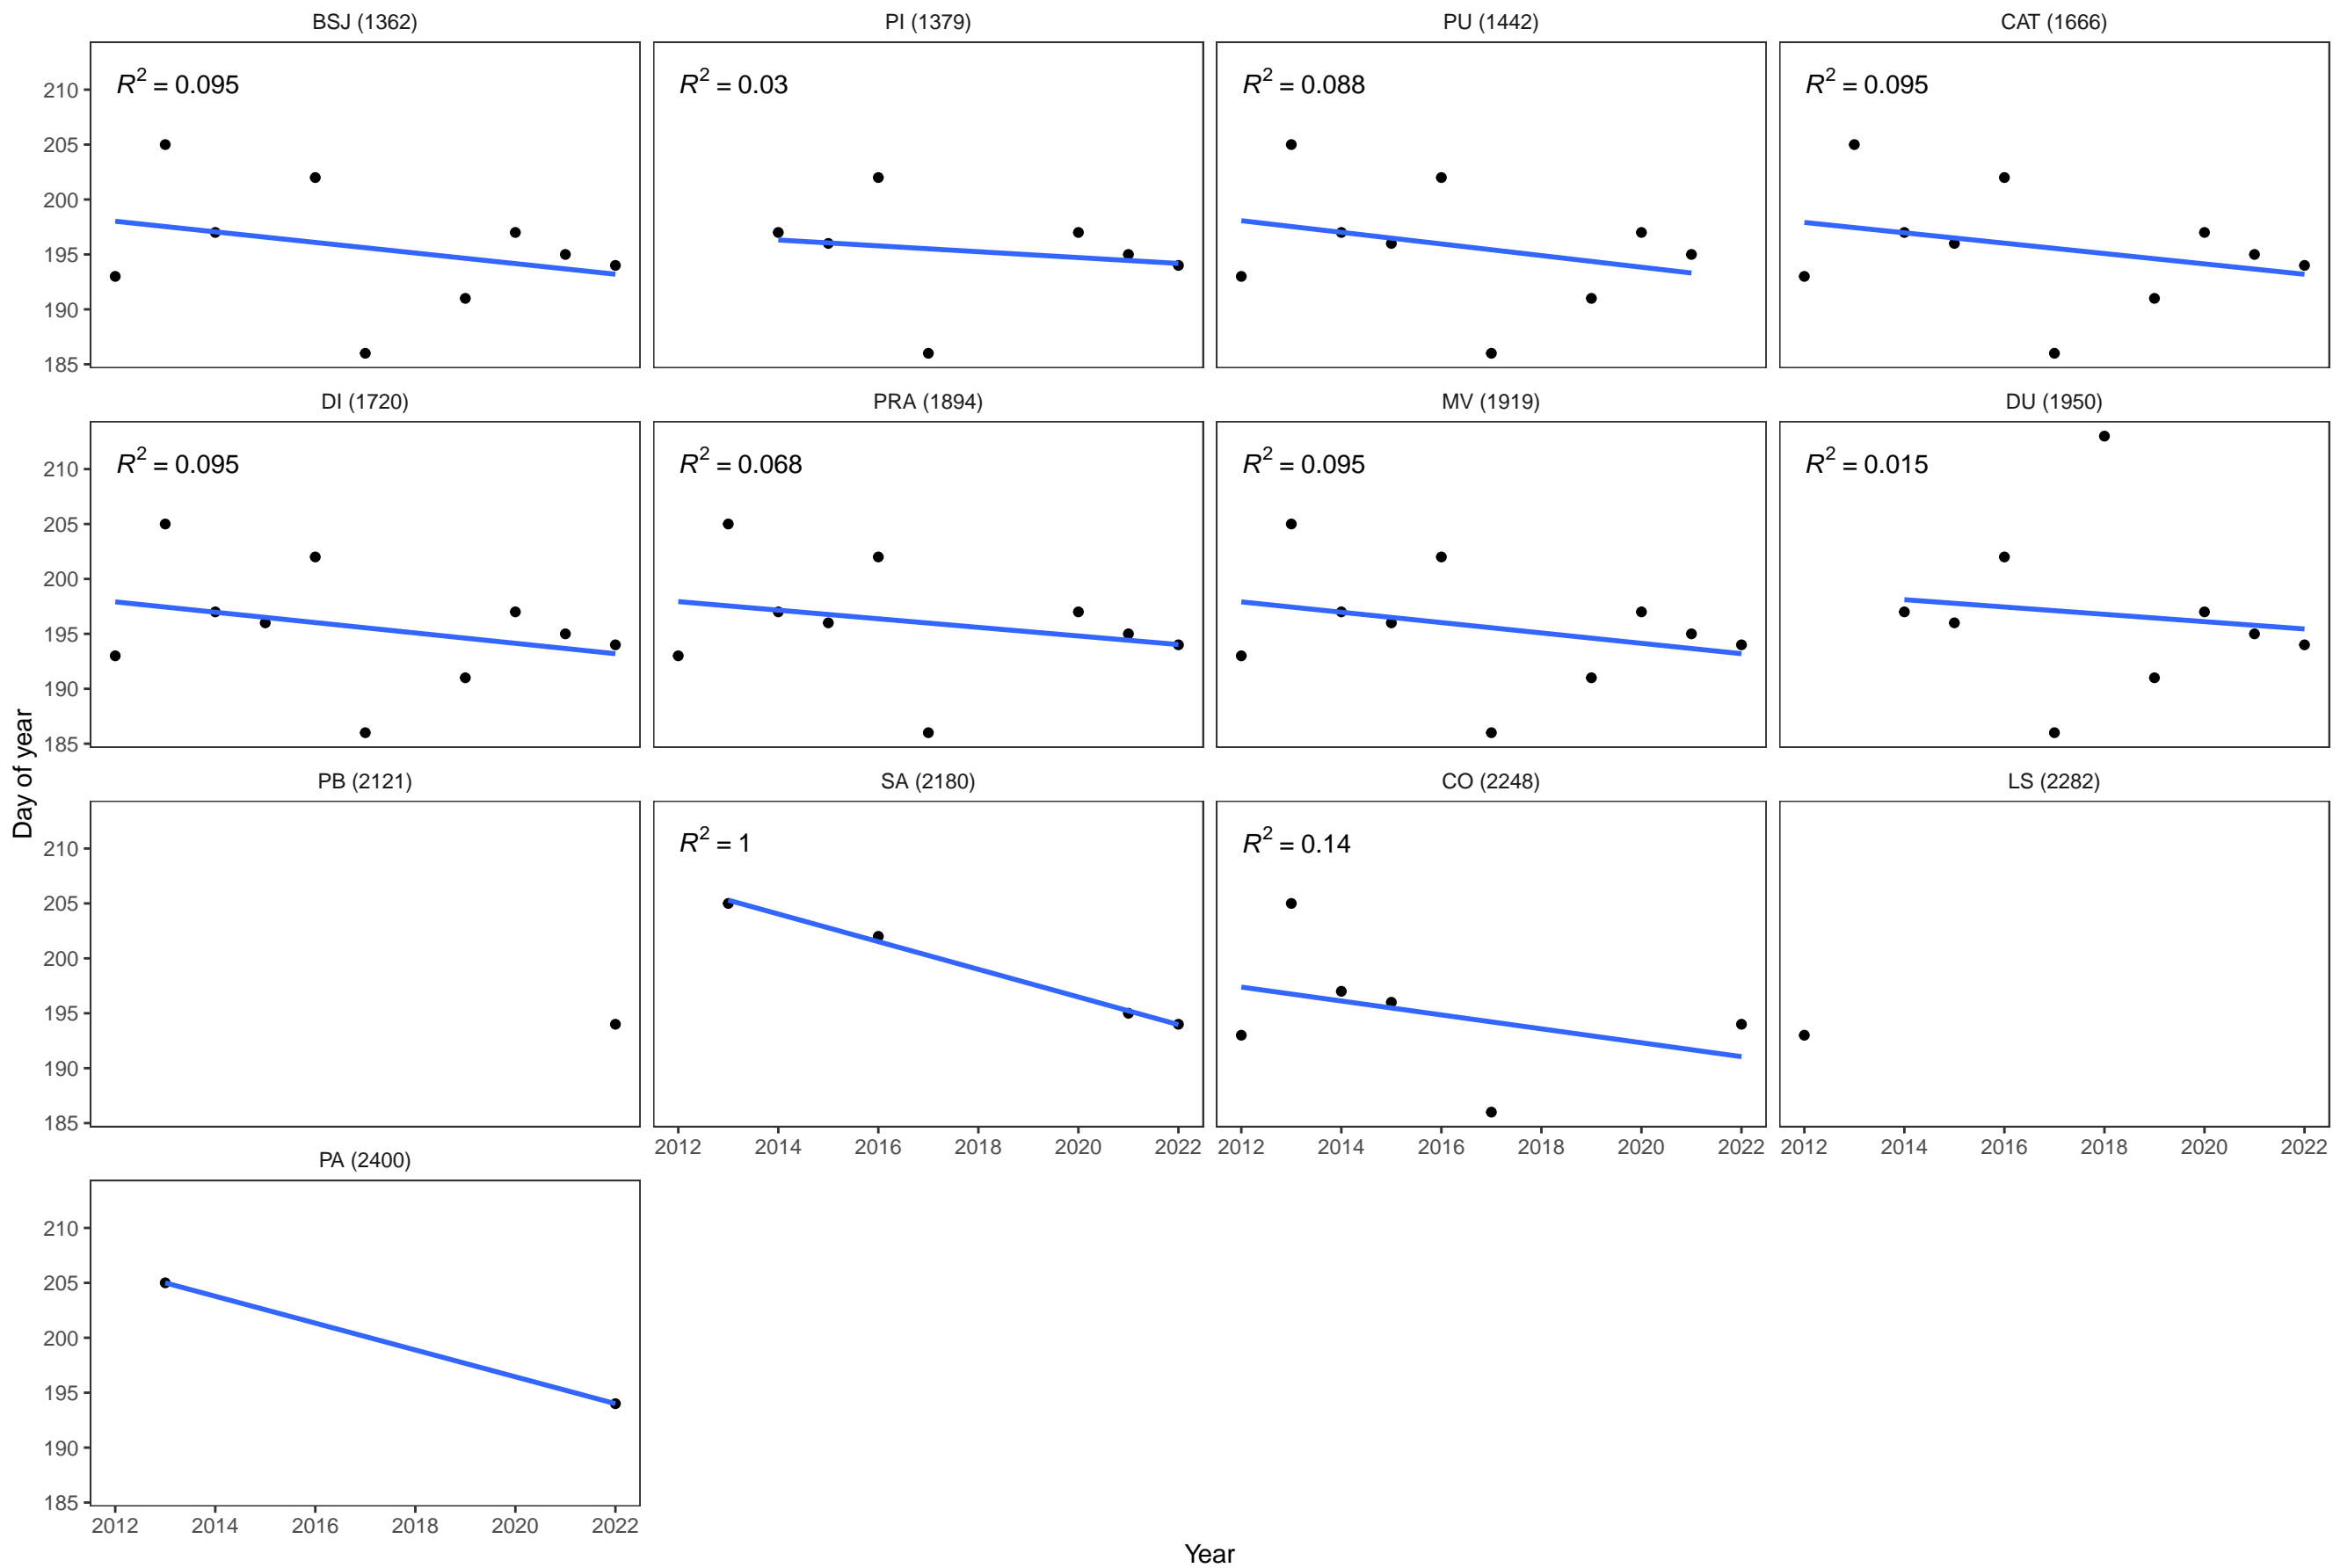 BSJ (1362) PI (1379) PU (1442) CAT (1666)
R² = 0.095 R² = 0.03 R² = 0.088 R² = 0.095
210
205
200
195
190
185
DI (1720) PRA (1894) MV (1919) DU (1950)
R² = 0.095 R² = 0.068 R² = 0.095 R² = 0.015
210
205
200
195
190
185
Day of year
PB (2121) SA (2180) CO (2248) LS (2282)
R² = 1 R² = 0.14
210
205
200
195
190
185
2012 2014 2016 2018 2020 2022 2012 2014 2016 2018 2020 2022 2012 2014 2016 2018 2020 2022
PA (2400)
210
205
200
195
190
185
2012 2014 2016 2018 2020 2022
Year